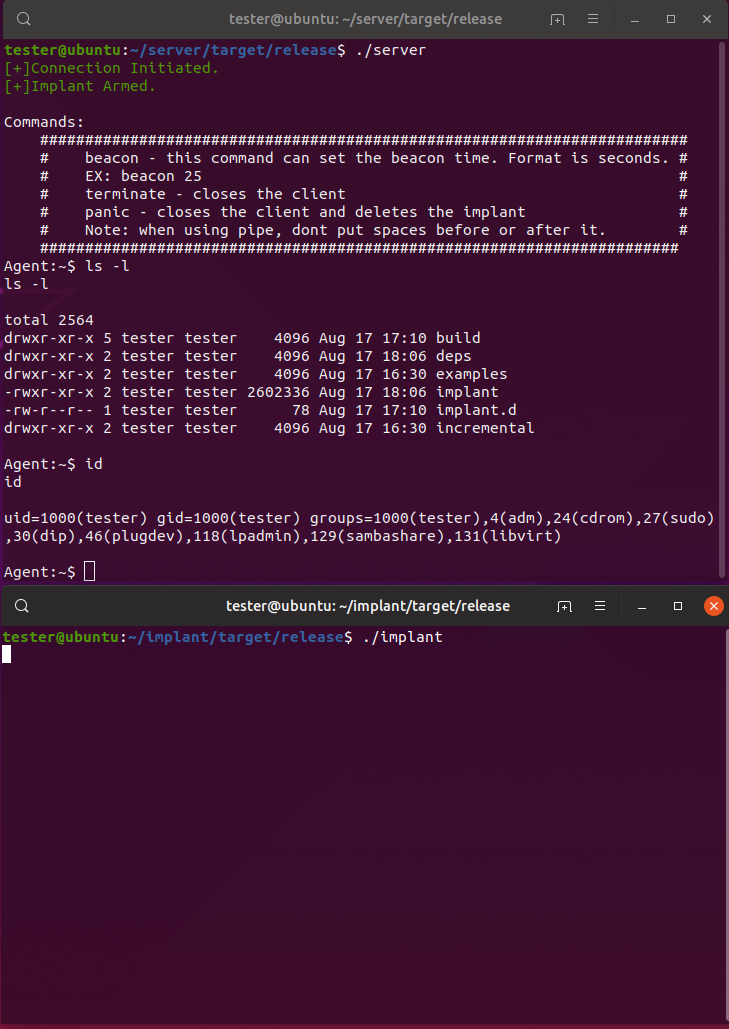 tester@ubuntu: ~/server/target/release
tester@ubuntu:~/server/target/release$ ./server
[+]Connection Initiated.
[+]Implant Armed.
Commands:
########################################################################
# beacon - this command can set the beacon time. Format is seconds. #
# EX: beacon 25 #
# terminate - closes the client #
# panic - closes the client and deletes the implant #
# Note: when using pipe, dont put spaces before or after it. #
#######################################################################
Agent:~$ ls -l
ls -l
total 2564
drwxr-xr-x 5 tester tester    4096 Aug 17 17:10 build
drwxr-xr-x 2 tester tester    4096 Aug 17 18:06 deps
drwxr-xr-x 2 tester tester    4096 Aug 17 16:30 examples
-rwxr-xr-x 2 tester tester 2602336 Aug 17 18:06 implant
-rw-r--r-- 1 tester tester      78 Aug 17 17:10 implant.d
drwxr-xr-x 2 tester tester    4096 Aug 17 16:30 incremental
Agent:~$ id
id
uid=1000(tester) gid=1000(tester) groups=1000(tester),4(adm),24(cdrom),27(sudo)
,30(dip),46(plugdev),118(lpadmin),129(sambashare),131(libvirt)
Agent:~$
tester@ubuntu: ~/implant/target/release
tester@ubuntu:~/implant/target/release$ ./implant